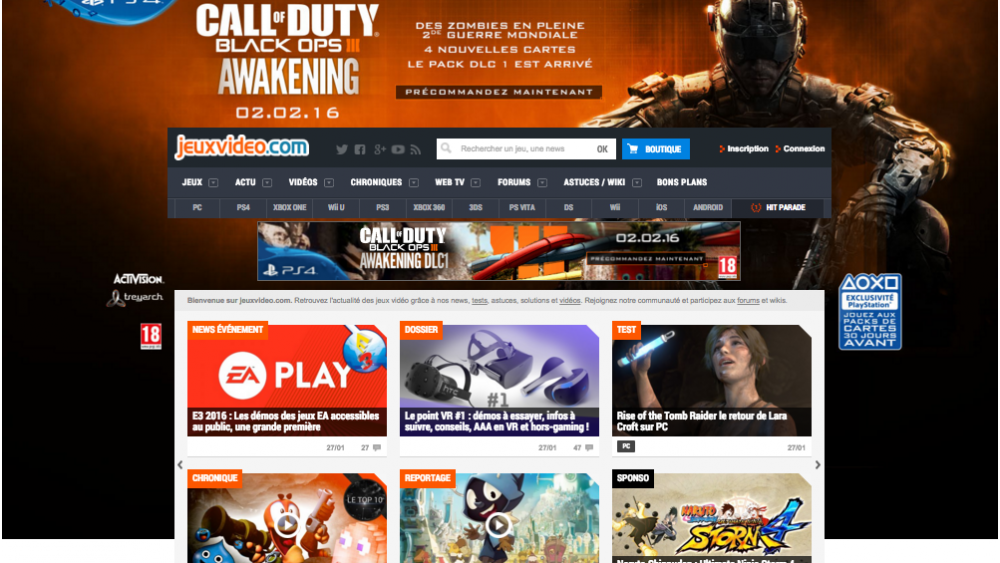 PS4
CALL OF DUTY
BLACK OPS III
AWAKENING
02.02.16
DES ZOMBIES EN PLEINE
2DE GUERRE MONDIALE
4 NOUVELLES CARTES
LE PACK DLC 1 EST ARRIVÉ
PRÉCOMMANDEZ MAINTENANT
jeuxvideo.com
Rechercher un jeu, une news
OK
BOUTIQUE
Inscription
Connexion
JEUX
ACTU
VIDÉOS
CHRONIQUES
WEB TV
FORUMS
ASTUCES / WIKI
BONS PLANS
PC
PS4
XBOX ONE
Wii U
PS3
XBOX 360
3DS
PS VITA
DS
Wii
iOS
ANDROID
HIT PARADE
CALL OF DUTY
BLACK OPS III
AWAKENING DLC1
PS4
02.02.16
PRÉCOMMANDEZ MAINTENANT
18
ACTIVISION
treyarch
18
EXCLUSIVITÉ
PlayStation
JOUEZ AUX
PACKS DE
CARTES
30 JOURS
AVANT
Bienvenue sur jeuxvideo.com. Retrouvez l'actualité des jeux vidéo grâce à nos news, tests, astuces, solutions et vidéos. Rejoignez notre communauté et participez aux forums et wikis.
NEWS ÉVÉNEMENT
EA PLAY
E3
E3 2016 : Les démos des jeux EA accessibles
au public, une grande première
27/01 27
DOSSIER
#1
Le point VR #1 : démos à essayer, infos à
suivre, conseils, AAA en VR et hors-gaming !
27/01 47
TEST
Rise of the Tomb Raider le retour de Lara
Croft sur PC
PC
27/01
CHRONIQUE
LE TOP 10
REPORTAGE
SPONSO
NARUTO
STORM 4
Naruto Shippuden : Ultimate Ninja Storm 4